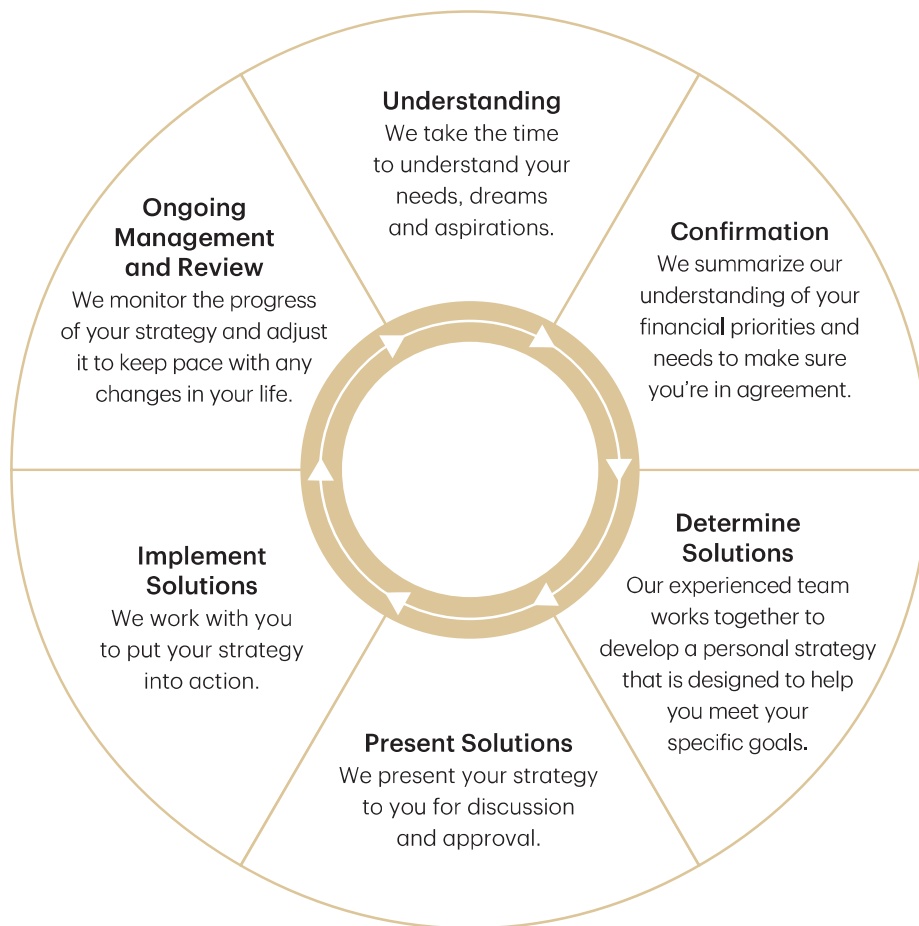 Understanding
We take the time
to understand your
needs, dreams
and aspirations.
Confirmation
We summarize our
understanding of your
financial priorities and
needs to make sure
you're in agreement.
Determine
Solutions
Our experienced team
works together to
develop a personal strategy
that is designed to help
you meet your
specific goals.
Present Solutions
We present your strategy
to you for discussion
and approval.
Implement
Solutions
We work with you
to put your strategy
into action.
Ongoing
Management
and Review
We monitor the progress
of your strategy and adjust
it to keep pace with any
changes in your life.